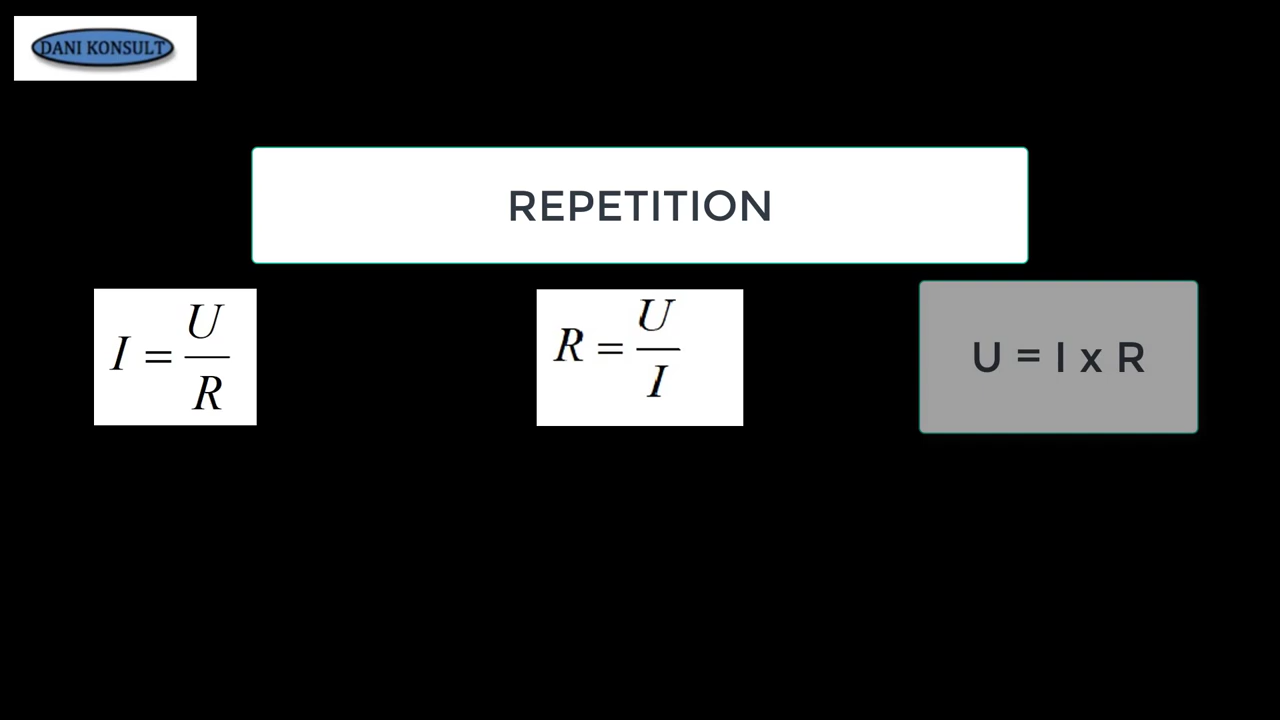 DANI KONSULT
REPETITION
I = U/R
R = U/I
U = I x R